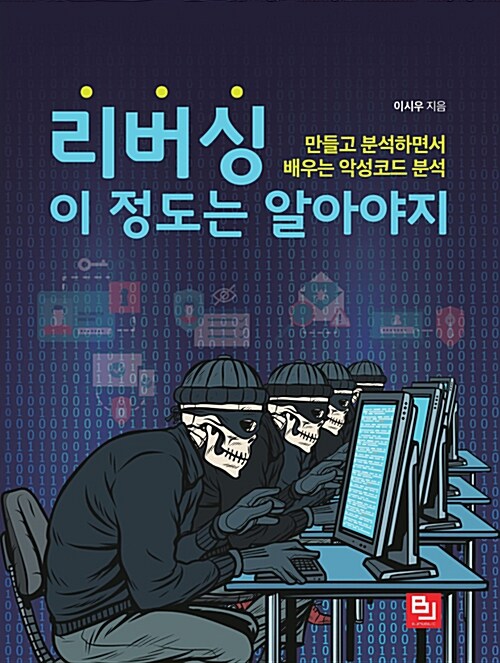 이시우 지음
리버싱
만들고 분석하면서
배우는 악성코드 분석
이 정도는 알아야지
BJ